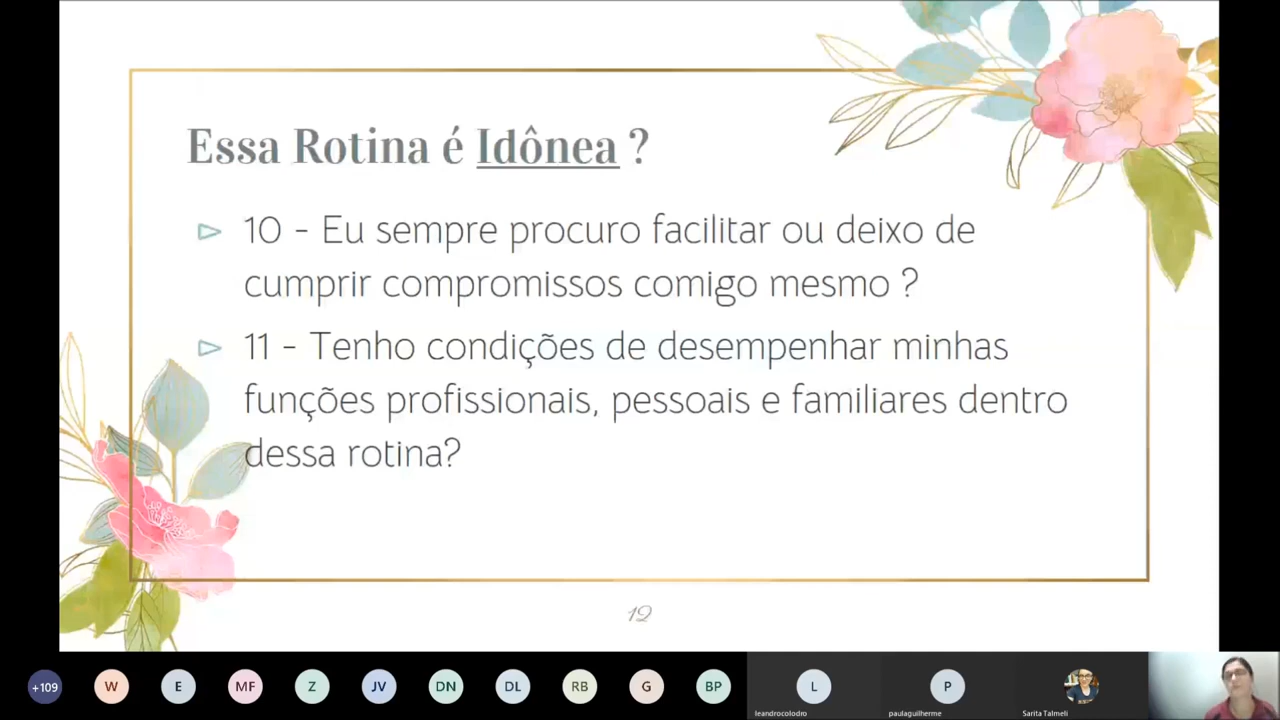 Essa Rotina é Idônea ?
▻ 10 - Eu sempre procuro facilitar ou deixo de
cumprir compromissos comigo mesmo ?
▻ 11 - Tenho condições de desempenhar minhas
funções profissionais, pessoais e familiares dentro
dessa rotina?
12
+109 W E MF Z JV DN DL RB G BP L P
leandrocolodro paulaguilherme Sarita Talmeli